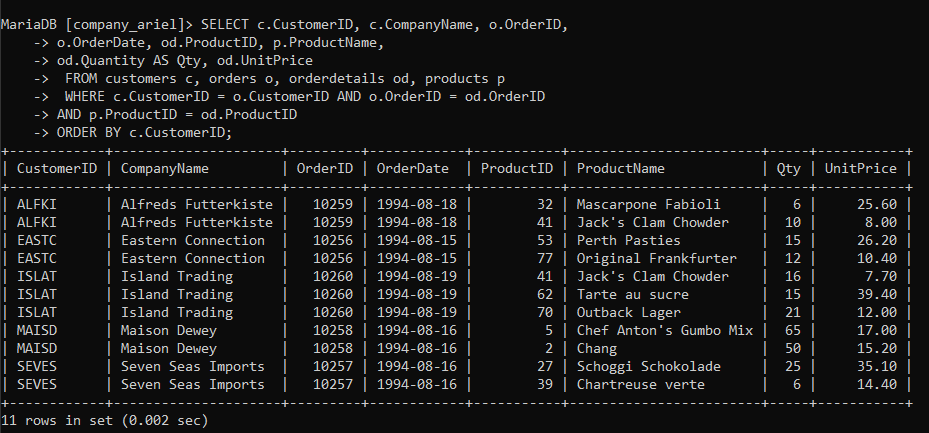 MariaDB [company_ariel]> SELECT c.CustomerID, c.CompanyName, o.OrderID,
    -> o.OrderDate, od.ProductID, p.ProductName,
    -> od.Quantity AS Qty, od.UnitPrice
    ->  FROM customers c, orders o, orderdetails od, products p
    ->  WHERE c.CustomerID = o.CustomerID AND o.OrderID = od.OrderID
    -> AND p.ProductID = od.ProductID
    -> ORDER BY c.CustomerID;
+------------+--------------------+---------+------------+-----------+------------------------+-----+-----------+
| CustomerID | CompanyName        | OrderID | OrderDate  | ProductID | ProductName            | Qty | UnitPrice |
+------------+--------------------+---------+------------+-----------+------------------------+-----+-----------+
| ALFKI      | Alfreds Futterkiste |   10259 | 1994-08-18 |        32 | Mascarpone Fabioli     |   6 |     25.60 |
| ALFKI      | Alfreds Futterkiste |   10259 | 1994-08-18 |        41 | Jack's Clam Chowder    |  10 |      8.00 |
| EASTC      | Eastern Connection |   10256 | 1994-08-15 |        53 | Perth Pasties          |  15 |     26.20 |
| EASTC      | Eastern Connection |   10256 | 1994-08-15 |        77 | Original Frankfurter   |  12 |     10.40 |
| ISLAT      | Island Trading     |   10260 | 1994-08-19 |        41 | Jack's Clam Chowder    |  16 |      7.70 |
| ISLAT      | Island Trading     |   10260 | 1994-08-19 |        62 | Tarte au sucre         |  15 |     39.40 |
| ISLAT      | Island Trading     |   10260 | 1994-08-19 |        70 | Outback Lager          |  21 |     12.00 |
| MAISD      | Maison Dewey       |   10258 | 1994-08-16 |         5 | Chef Anton's Gumbo Mix |  65 |     17.00 |
| MAISD      | Maison Dewey       |   10258 | 1994-08-16 |         2 | Chang                  |  50 |     15.20 |
| SEVES      | Seven Seas Imports |   10257 | 1994-08-16 |        27 | Schoggi Schokolade     |  25 |     35.10 |
| SEVES      | Seven Seas Imports |   10257 | 1994-08-16 |        39 | Chartreuse verte       |   6 |     14.40 |
+------------+--------------------+---------+------------+-----------+------------------------+-----+-----------+
11 rows in set (0.002 sec)